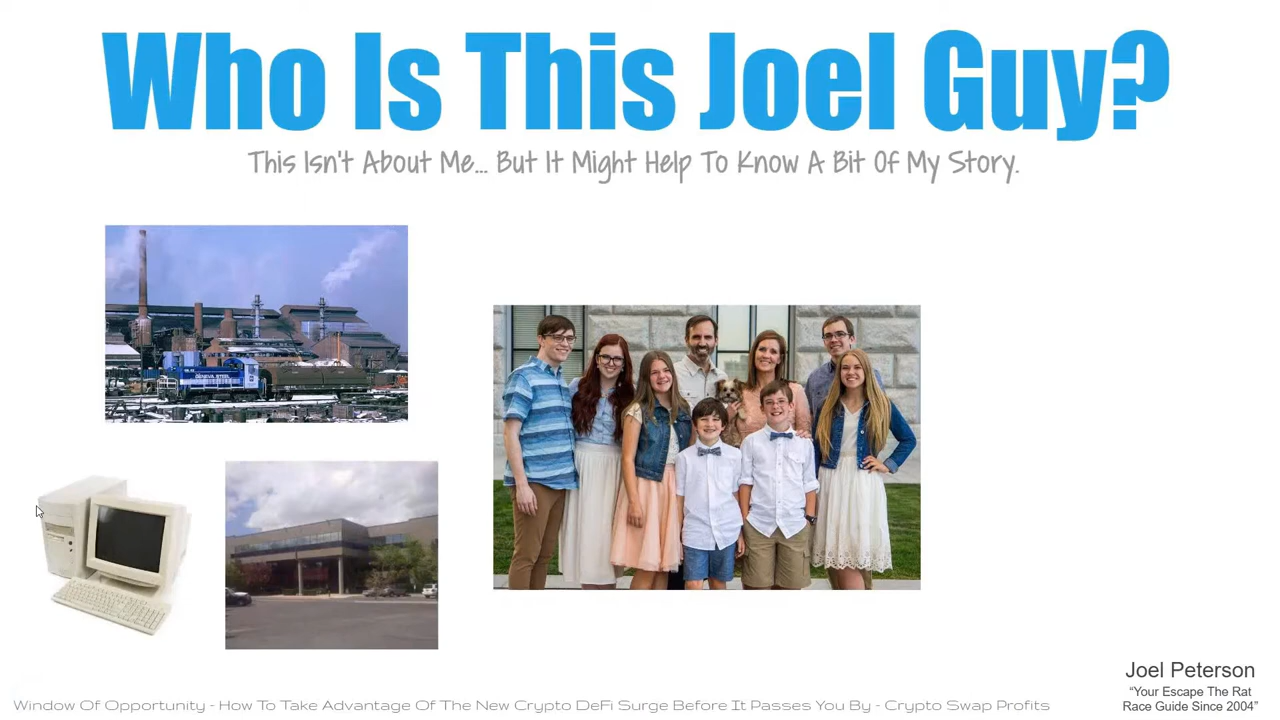 Who Is This Joel Guy?
This Isn't About Me... But It Might Help To Know A Bit Of My Story.
GENEVA STEEL
Joel Peterson
“Your Escape The Rat
Race Guide Since 2004”
Window Of Opportunity - How To Take Advantage Of The New Crypto DeFi Surge Before It Passes You By - Crypto Swap Profits